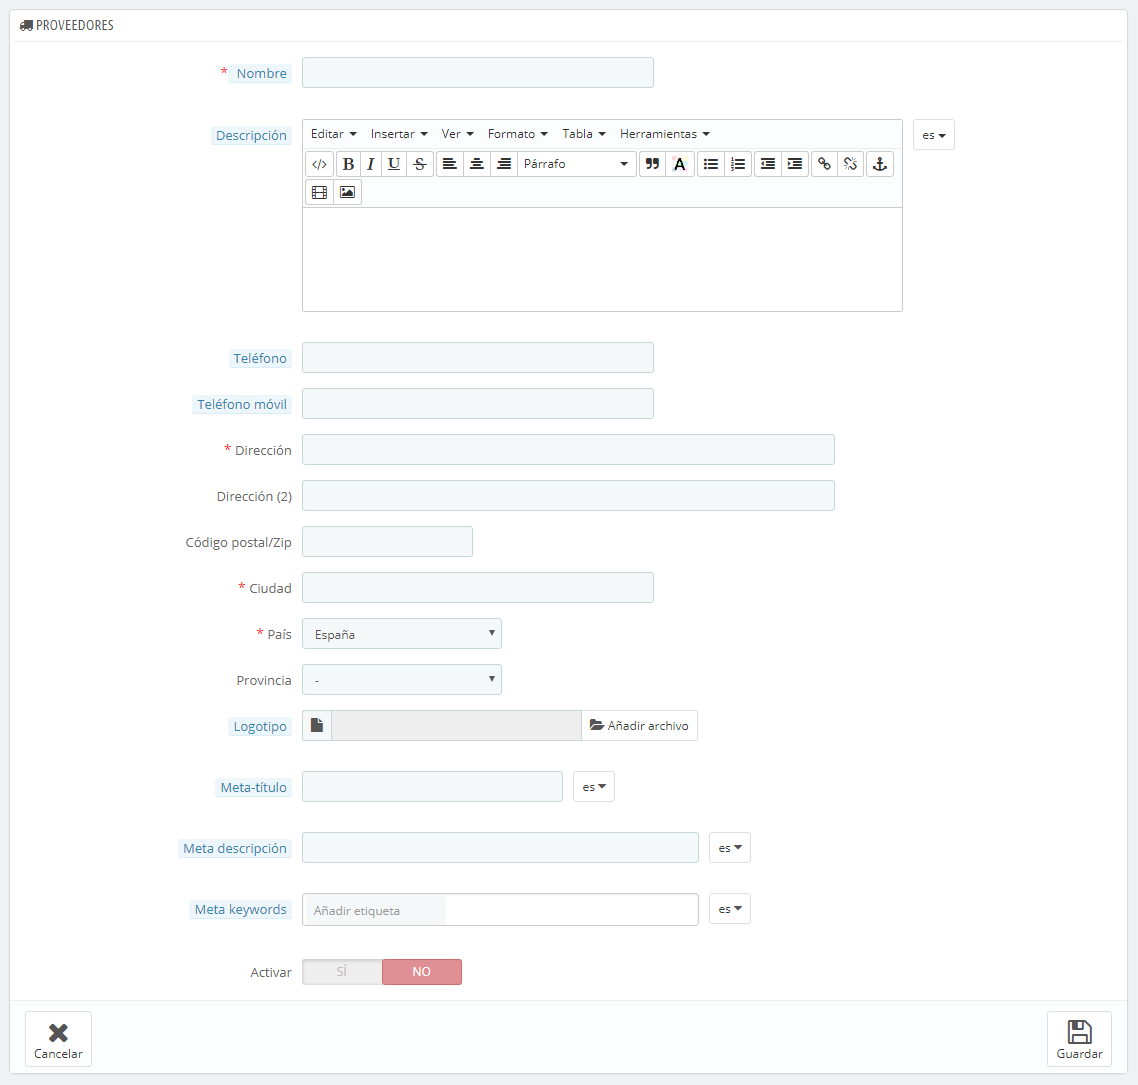 PROVEEDORES
* Nombre
Descripción
Editar Insertar Ver Formato Tabla Herramientas
es
B I U S Párrafo A
Teléfono
Teléfono móvil
* Dirección
Dirección (2)
Código postal/Zip
* Ciudad
* País España
Provincia -
Logotipo Añadir archivo
Meta-título es
Meta descripción es
Meta keywords Añadir etiqueta es
Activar SÍ NO
Cancelar Guardar